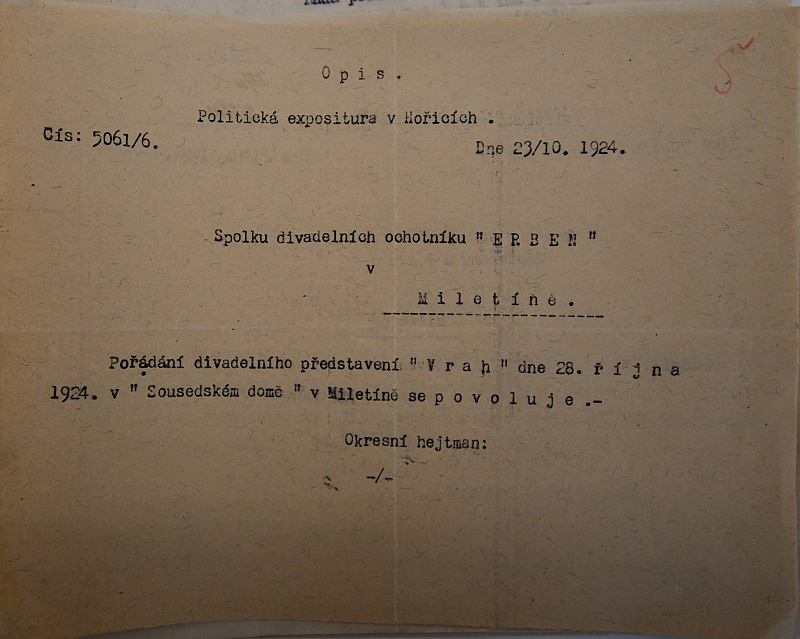 O p i s .
Politická expositura v Hořicích .
Čís: 5061/6.
Dne 23/10. 1924.
Spolku divadelních ochotníku " E R B E N "
v
M i l e t í n ě .
Pořádání divadelního představení " V r a h " dne 28. ř í j n a
1924. v " Sousedském domě " v Miletíně se p o v o l u j e .-
Okresní hejtman:
-/-